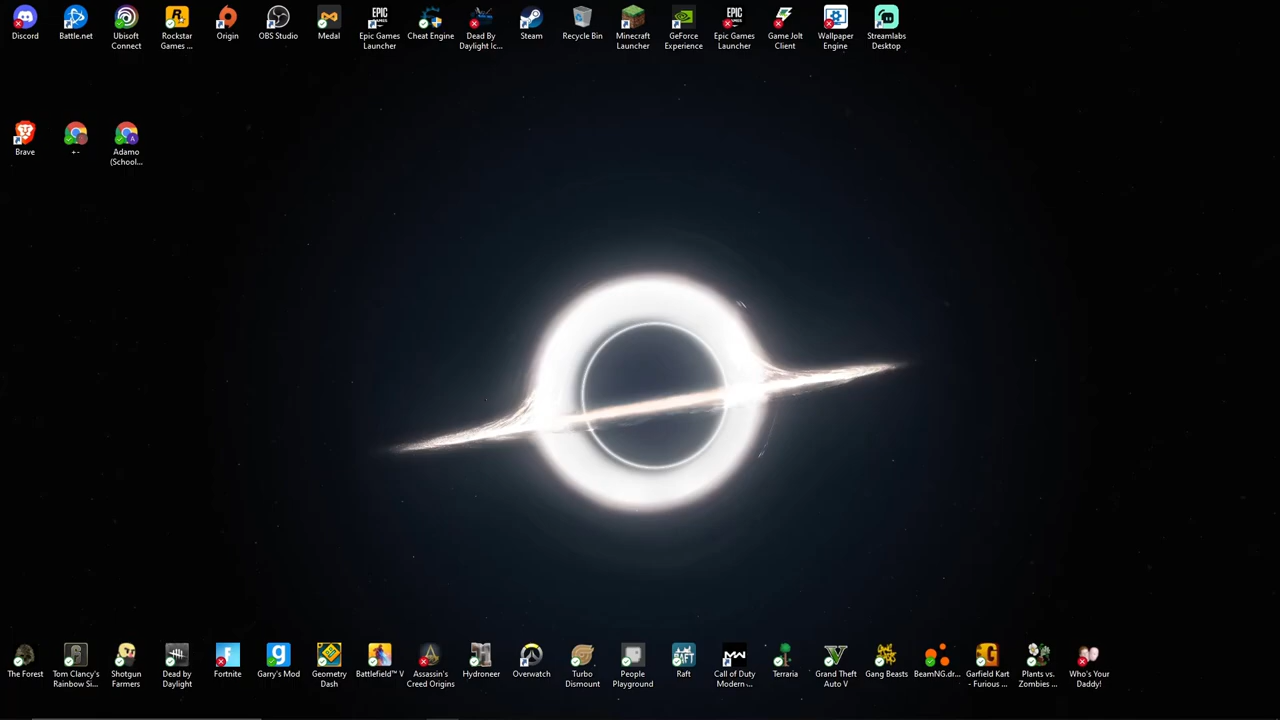 Discord
Battle.net
Ubisoft
Connect
Rockstar
Games ...
Origin
OBS Studio
Medal
Epic Games
Launcher
Cheat Engine
Dead By
Daylight Ic...
Steam
Recycle Bin
Minecraft
Launcher
GeForce
Experience
Epic Games
Launcher
Game Jolt
Client
Wallpaper
Engine
Streamlabs
Desktop
Brave
+-
Adamo
(School...
The Forest
Tom Clancy's
Rainbow Si...
Shotgun
Farmers
Dead by
Daylight
Fortnite
Garry's Mod
Geometry
Dash
Battlefield™ V
Assassin's
Creed Origins
Hydroneer
Overwatch
Turbo
Dismount
People
Playground
Raft
Call of Duty
Modern ...
Terraria
Grand Theft
Auto V
Gang Beasts
BeamNG.dr...
Garfield Kart
- Furious ...
Plants vs.
Zombies ...
Who's Your
Daddy!